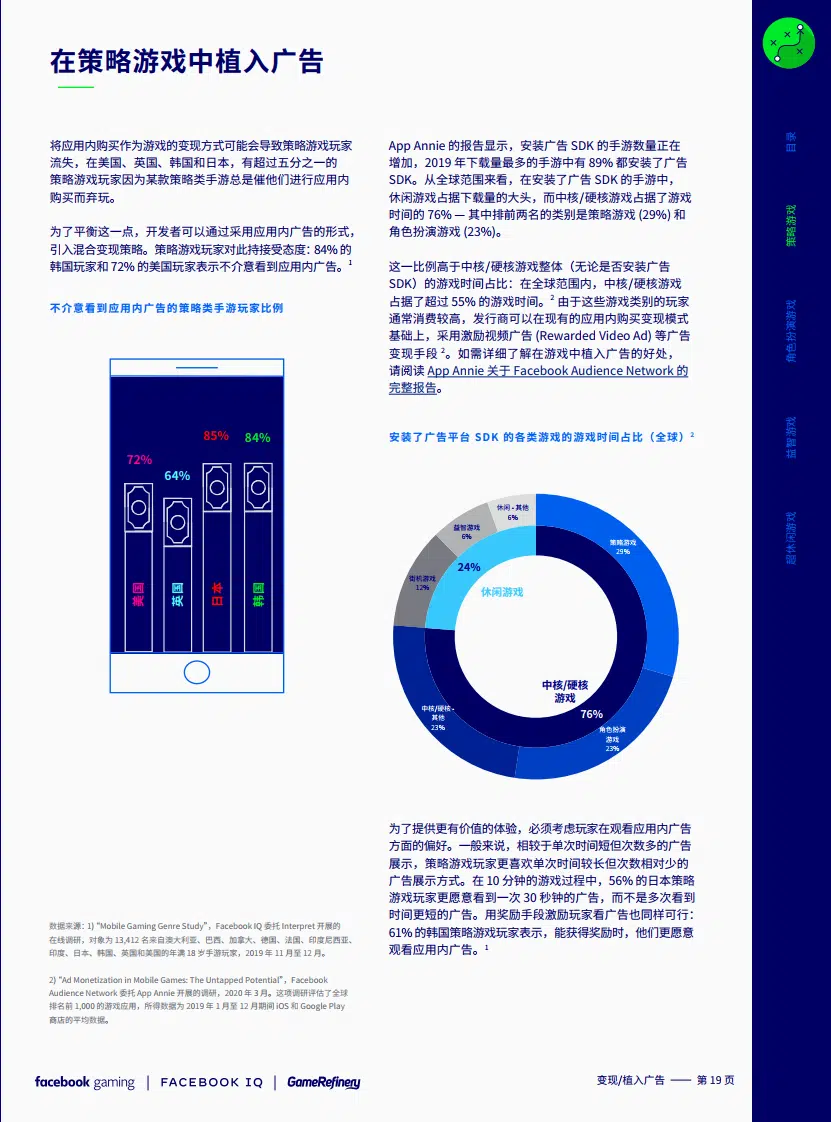 在策略游戏中植入广告
将应用内购买作为游戏的变现方式可能会导致策略游戏玩家
流失，在美国、英国、韩国和日本，有超过五分之一的
策略游戏玩家因为某款策略类手游总是催他们进行应用内
购买而弃玩。
为了平衡这一点，开发者可以通过采用应用内广告的形式，
引入混合变现策略。策略游戏玩家对此持接受态度：84% 的
韩国玩家和 72% 的美国玩家表示不介意看到应用内广告。1
不介意看到应用内广告的策略类手游玩家比例
72%
64%
85%
84%
美国
英国
日本
韩国
数据来源：1) “Mobile Gaming Genre Study”，Facebook IQ 委托 Interpret 开展的
在线调研，对象为 13,412 名来自澳大利亚、巴西、加拿大、德国、法国、印度尼西亚、
印度、日本、韩国、英国和美国的年满 18 岁手游玩家，2019 年 11 月至 12 月。
2) “Ad Monetization in Mobile Games: The Untapped Potential”，Facebook
Audience Network 委托 App Annie 开展的调研，2020 年 3 月。这项调研评估了全球
排名前 1,000 的游戏应用，所得数据为 2019 年 1 月至 12 月期间 iOS 和 Google Play
商店的平均数据。
App Annie 的报告显示，安装广告 SDK 的手游数量正在
增加，2019 年下载量最多的手游中有 89% 都安装了广告
SDK。从全球范围来看，在安装了广告 SDK 的手游中，
休闲游戏占据下载量的大头，而中核/硬核游戏占据了游戏
时间的 76% — 其中排前两名的类别是策略游戏 (29%) 和
角色扮演游戏 (23%)。
这一比例高于中核/硬核游戏整体（无论是否安装广告
SDK）的游戏时间占比：在全球范围内，中核/硬核游戏
占据了超过 55% 的游戏时间。2 由于这些游戏类别的玩家
通常消费较高，发行商可以在现有的应用内购买变现模式
基础上，采用激励视频广告 (Rewarded Video Ad) 等广告
变现手段 2。如需详细了解在游戏中植入广告的好处，
请阅读 App Annie 关于 Facebook Audience Network 的
完整报告。
安装了广告平台 SDK 的各类游戏的游戏时间占比（全球）2
休闲 - 其他
6%
益智游戏
6%
街机游戏
12%
24%
休闲游戏
策略游戏
29%
中核/硬核
游戏
76%
中核/硬核 -
其他
23%
角色扮演
游戏
23%
为了提供更有价值的体验，必须考虑玩家在观看应用内广告
方面的偏好。一般来说，相较于单次时间短但次数多的广告
展示，策略游戏玩家更喜欢单次时间较长但次数相对少的
广告展示方式。在 10 分钟的游戏过程中，56% 的日本策略
游戏玩家更愿意看到一次 30 秒钟的广告，而不是多次看到
时间更短的广告。用奖励手段激励玩家看广告也同样可行：
61% 的韩国策略游戏玩家表示，能获得奖励时，他们更愿意
观看应用内广告。1
目录
策略游戏
角色扮演游戏
益智游戏
超休闲游戏
facebook gaming | FACEBOOK IQ | GameRefinery
变现/植入广告 —— 第 19 页